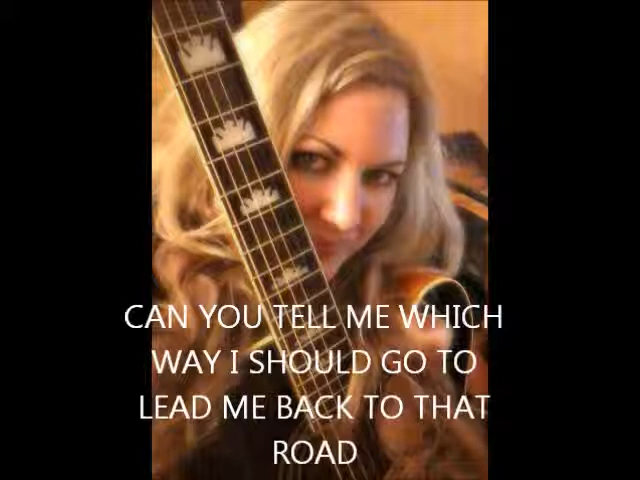 CAN YOU TELL ME WHICH
WAY I SHOULD GO TO
LEAD ME BACK TO THAT
ROAD